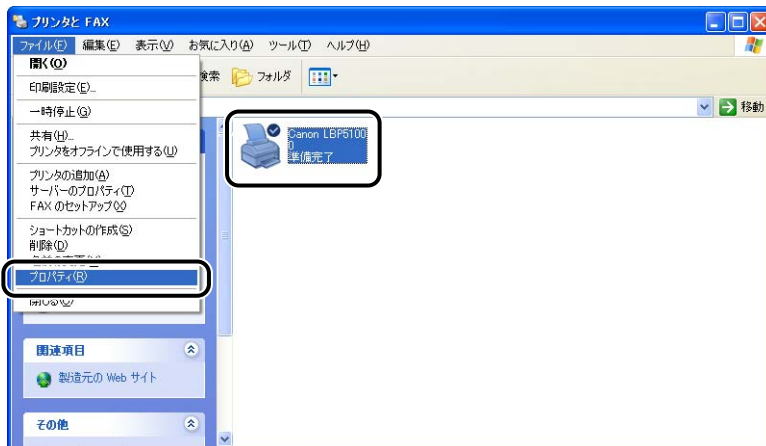 プリンタと FAX
ファイル(F) 編集(E) 表示(V) お気に入り(A) ツール(T) ヘルプ(H)
検索 フォルダ
移動
開く(O)
印刷設定(E)...
一時停止(G)
共有(H)...
プリンタをオフラインで使用する(U)
プリンタの追加(A)
サーバーのプロパティ(T)
FAX のセットアップ(X)
ショートカットの作成(S)
削除(D)
プロパティ(R)
閉じる(C)
Canon LBP5100
0
準備完了
関連項目
製造元の Web サイト
その他